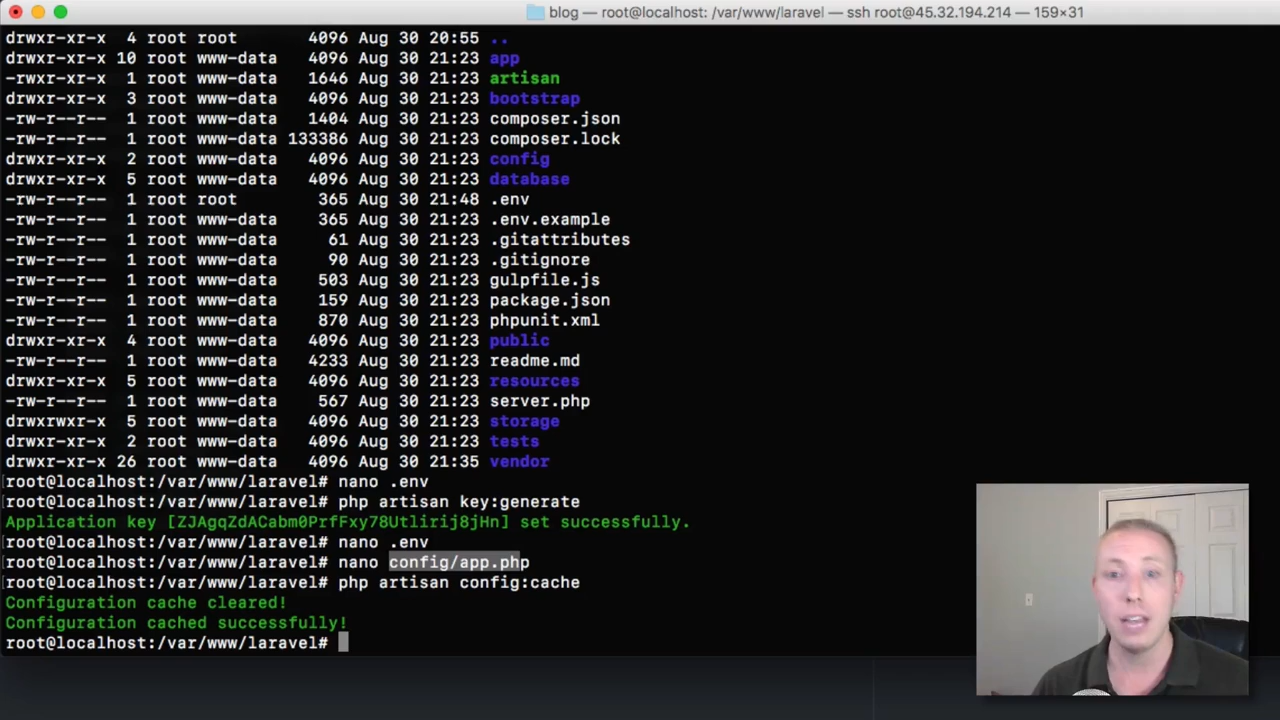 blog — root@localhost: /var/www/laravel — ssh root@45.32.194.214 — 159×31
drwxr-xr-x  4 root root       4096 Aug 30 20:55 ..
drwxr-xr-x 10 root www-data   4096 Aug 30 21:23 app
-rwxr-xr-x  1 root www-data   1646 Aug 30 21:23 artisan
drwxr-xr-x  3 root www-data   4096 Aug 30 21:23 bootstrap
-rw-r--r--  1 root www-data   1404 Aug 30 21:23 composer.json
-rw-r--r--  1 root www-data 133386 Aug 30 21:23 composer.lock
drwxr-xr-x  2 root www-data   4096 Aug 30 21:23 config
drwxr-xr-x  5 root www-data   4096 Aug 30 21:23 database
-rw-r--r--  1 root root        365 Aug 30 21:48 .env
-rw-r--r--  1 root www-data    365 Aug 30 21:23 .env.example
-rw-r--r--  1 root www-data     61 Aug 30 21:23 .gitattributes
-rw-r--r--  1 root www-data     90 Aug 30 21:23 .gitignore
-rw-r--r--  1 root www-data    503 Aug 30 21:23 gulpfile.js
-rw-r--r--  1 root www-data    159 Aug 30 21:23 package.json
-rw-r--r--  1 root www-data    870 Aug 30 21:23 phpunit.xml
drwxr-xr-x  4 root www-data   4096 Aug 30 21:23 public
-rw-r--r--  1 root www-data   4233 Aug 30 21:23 readme.md
drwxr-xr-x  5 root www-data   4096 Aug 30 21:23 resources
-rw-r--r--  1 root www-data    567 Aug 30 21:23 server.php
drwxrwxr-x  5 root www-data   4096 Aug 30 21:23 storage
drwxr-xr-x  2 root www-data   4096 Aug 30 21:23 tests
drwxr-xr-x 26 root www-data   4096 Aug 30 21:35 vendor
[root@localhost:/var/www/laravel# nano .env
[root@localhost:/var/www/laravel# php artisan key:generate
Application key [ZJAgqZdACabm0PrfFxy78Utlirij8jHn] set successfully.
[root@localhost:/var/www/laravel# nano .env
[root@localhost:/var/www/laravel# nano config/app.php
[root@localhost:/var/www/laravel# php artisan config:cache
Configuration cache cleared!
Configuration cached successfully!
root@localhost:/var/www/laravel#